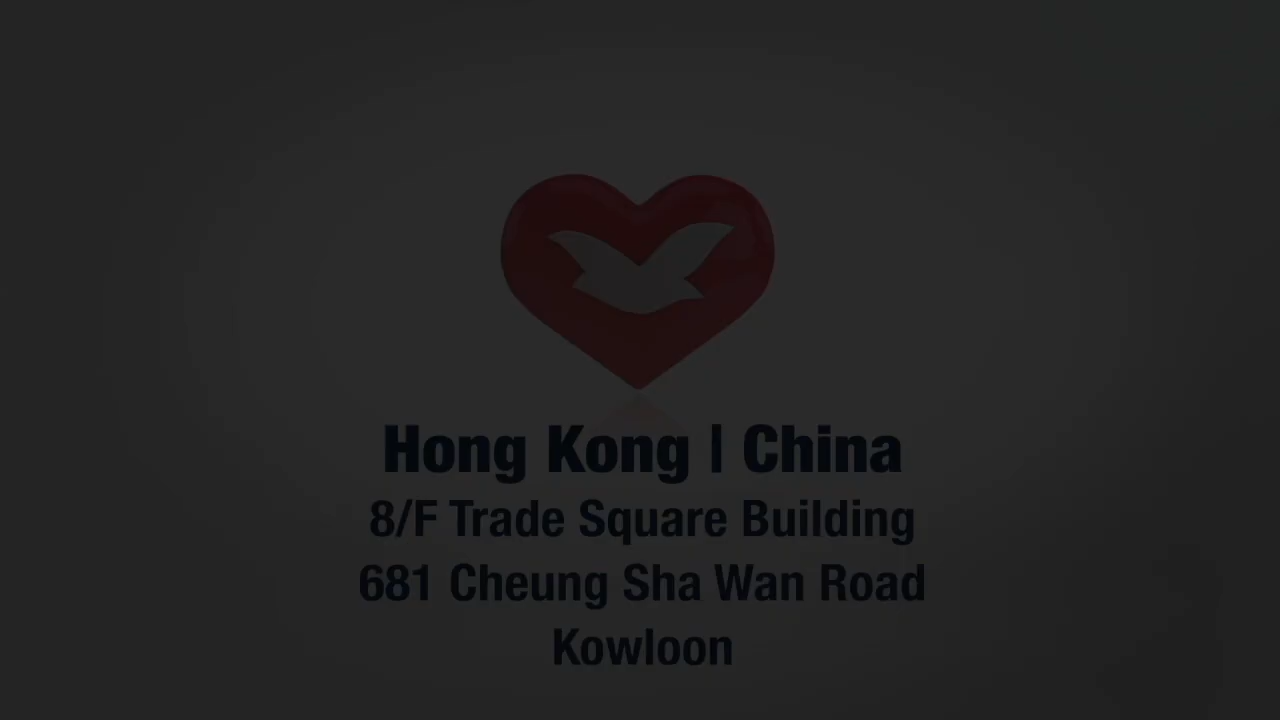 Hong Kong | China
8/F Trade Square Building
681 Cheung Sha Wan Road
Kowloon